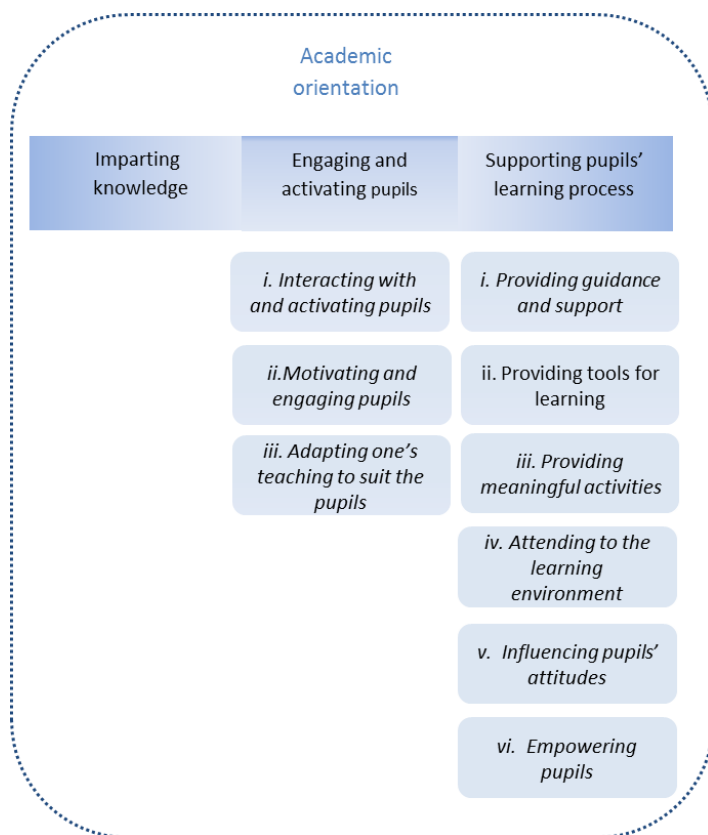 Academic
orientation
Imparting
knowledge
Engaging and
activating pupils
Supporting pupils’
learning process
i. Interacting with
and activating pupils
ii.Motivating and
engaging pupils
iii. Adapting one’s
teaching to suit the
pupils
i. Providing guidance
and support
ii. Providing tools for
learning
iii. Providing
meaningful activities
iv. Attending to the
learning
environment
v. Influencing pupils’
attitudes
vi. Empowering
pupils